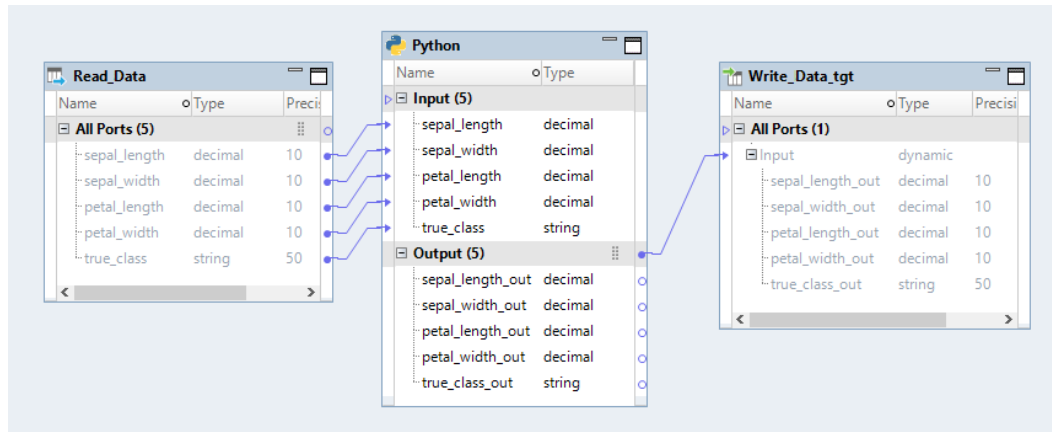 Read_Data
Name Type Precis
All Ports (5)
sepal_length decimal 10
sepal_width decimal 10
petal_length decimal 10
petal_width decimal 10
true_class string 50
Python
Name Type
Input (5)
sepal_length decimal
sepal_width decimal
petal_length decimal
petal_width decimal
true_class string
Output (5)
sepal_length_out decimal
sepal_width_out decimal
petal_length_out decimal
petal_width_out decimal
true_class_out string
Write_Data_tgt
Name Type Precisi
All Ports (1)
Input dynamic
sepal_length_out decimal 10
sepal_width_out decimal 10
petal_length_out decimal 10
petal_width_out decimal 10
true_class_out string 50